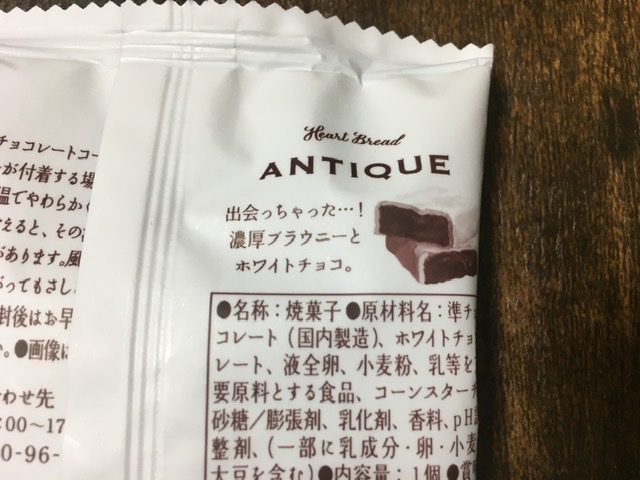 Heart Bread
ANTIQUE
出会っちゃった…!
濃厚ブラウニーと
ホワイトチョコ。
●名称:焼菓子●原材料名:準チョ
コレート(国内製造)、ホワイトチョ
レート、液全卵、小麦粉、乳等を
要原料とする食品、コーンスターチ
砂糖/膨張剤、乳化剤、香料、pH調
整剤、(一部に乳成分・卵・小麦
大豆を含む)●内容量:1個●賞
チョコレートコー
が付着する場
温でやわらかく
えると、その
があります。風
がってもさし
封後はお早
。●画像は
わせ先
:00〜17
0-96-